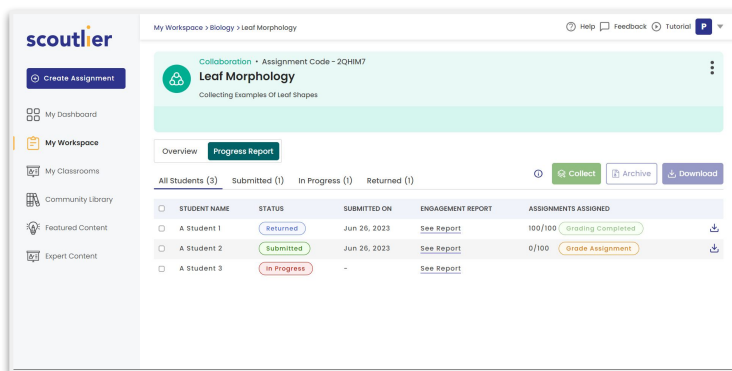 scoutlier
My Workspace > Biology > Leaf Morphology
Help Feedback Tutorial P
Create Assignment
My Dashboard
My Workspace
My Classrooms
Community Library
Featured Content
Expert Content
Collaboration • Assignment Code - 2QHIM7
Leaf Morphology
Collecting Examples Of Leaf Shapes
Overview Progress Report
All Students (3) Submitted (1) In Progress (1) Returned (1)
Collect Archive Download
STUDENT NAME STATUS SUBMITTED ON ENGAGEMENT REPORT ASSIGNMENTS ASSIGNED
A Student 1 Returned Jun 26, 2023 See Report 100/100 Grading Completed
A Student 2 Submitted Jun 26, 2023 See Report 0/100 Grade Assignment
A Student 3 In Progress - See Report